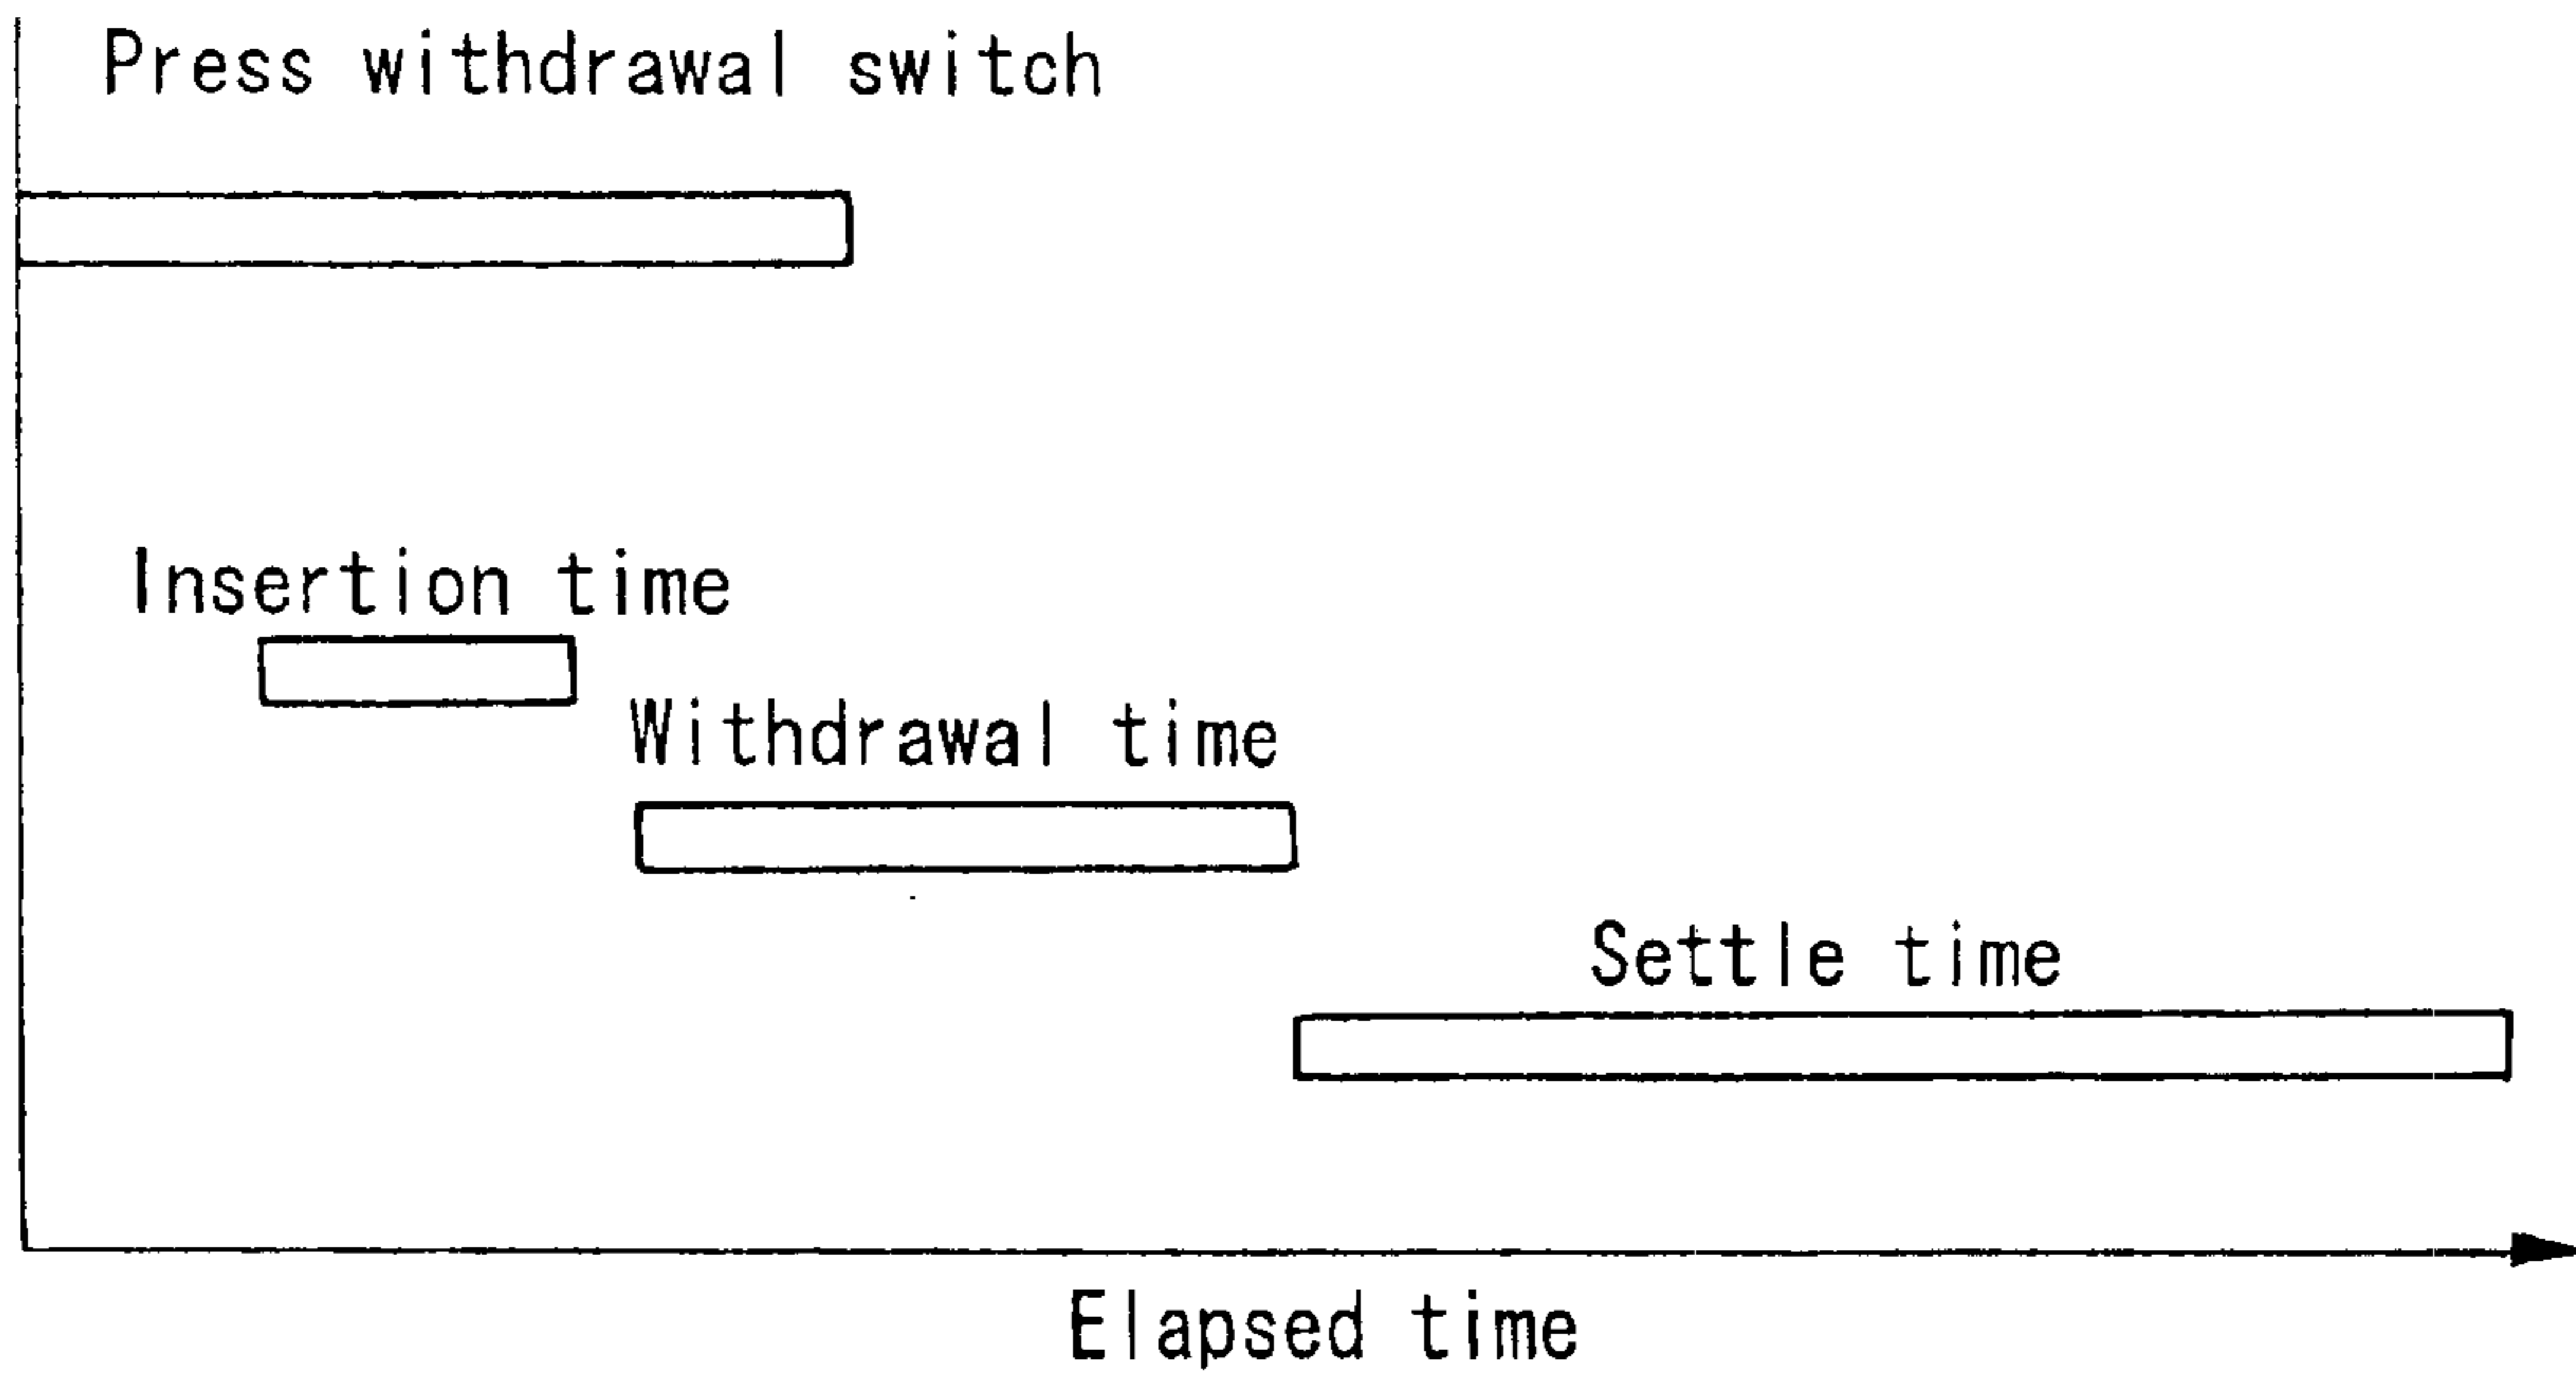 Press withdrawal switch
Insertion time
Withdrawal time
Settle time
Elapsed time